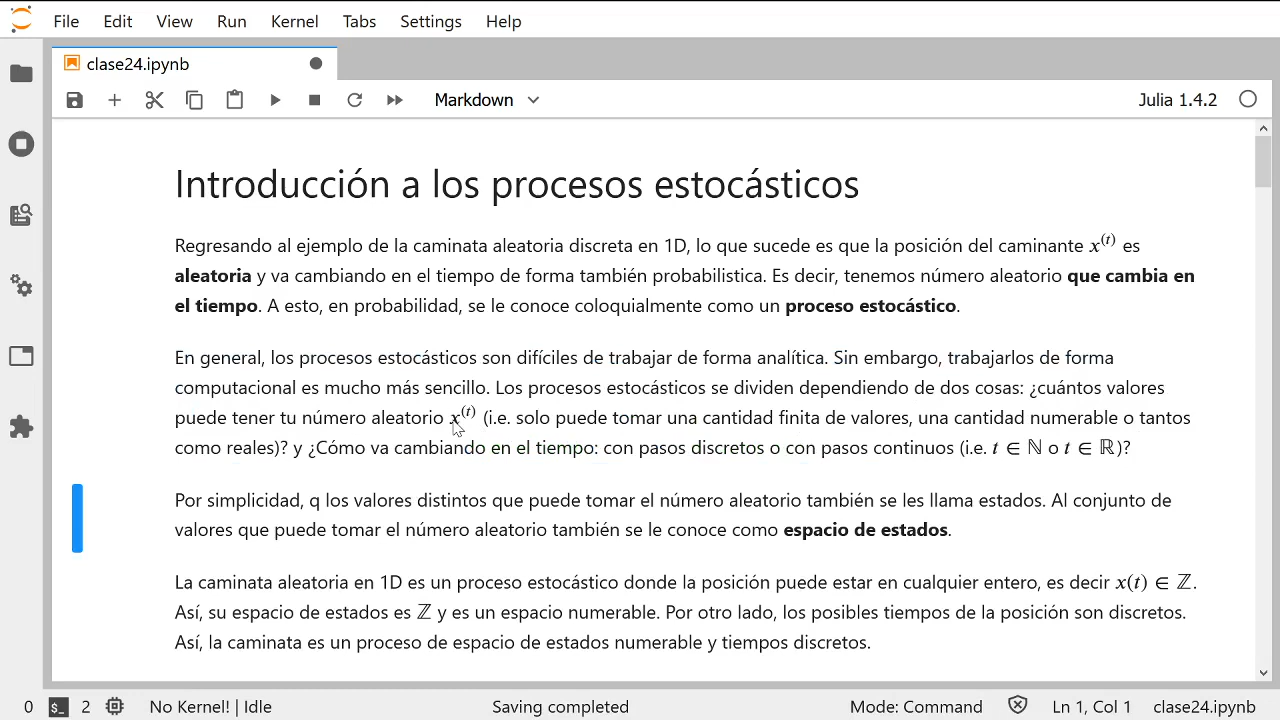 File Edit View Run Kernel Tabs Settings Help
clase24.ipynb
Markdown
Julia 1.4.2
Introducción a los procesos estocásticos
Regresando al ejemplo de la caminata aleatoria discreta en 1D, lo que sucede es que la posición del caminante x^(t) es
aleatoria y va cambiando en el tiempo de forma también probabilistica. Es decir, tenemos número aleatorio que cambia en
el tiempo. A esto, en probabilidad, se le conoce coloquialmente como un proceso estocástico.
En general, los procesos estocásticos son difíciles de trabajar de forma analítica. Sin embargo, trabajarlos de forma
computacional es mucho más sencillo. Los procesos estocásticos se dividen dependiendo de dos cosas: ¿cuántos valores
puede tener tu número aleatorio x^(t) (i.e. solo puede tomar una cantidad finita de valores, una cantidad numerable o tantos
como reales)? y ¿Cómo va cambiando en el tiempo: con pasos discretos o con pasos continuos (i.e. t ∈ ℕ o t ∈ ℝ)?
Por simplicidad, q los valores distintos que puede tomar el número aleatorio también se les llama estados. Al conjunto de
valores que puede tomar el número aleatorio también se le conoce como espacio de estados.
La caminata aleatoria en 1D es un proceso estocástico donde la posición puede estar en cualquier entero, es decir x(t) ∈ ℤ.
Así, su espacio de estados es ℤ y es un espacio numerable. Por otro lado, los posibles tiempos de la posición son discretos.
Así, la caminata es un proceso de espacio de estados numerable y tiempos discretos.
0 $_ 2 No Kernel! | Idle Saving completed Mode: Command Ln 1, Col 1 clase24.ipynb